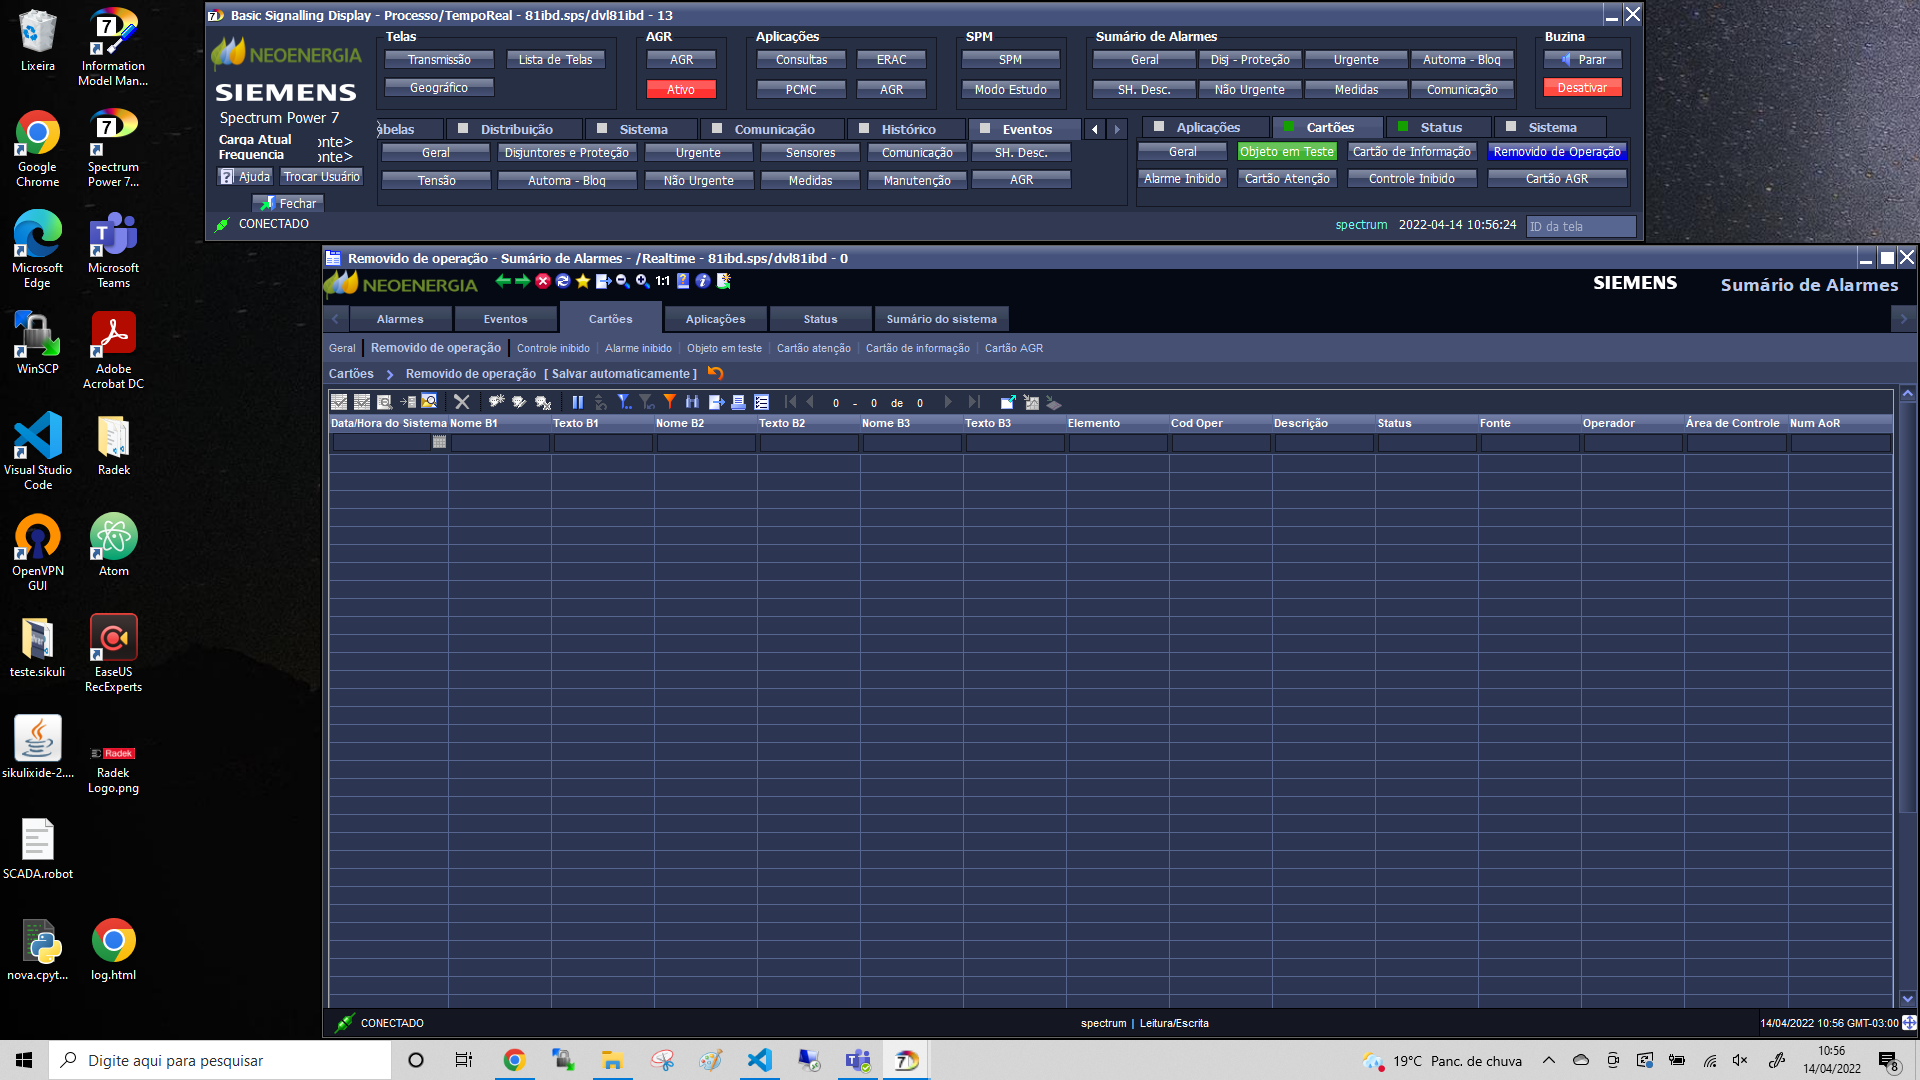 Lixeira
Information
Model Man...
Google
Chrome
Spectrum
Power 7...
Microsoft
Edge
Microsoft
Teams
WinSCP
Adobe
Acrobat DC
Visual Studio
Code
Radek
OpenVPN
GUI
Atom
teste.sikuli
EaseUS
RecExperts
sikulixide-2....
Radek
Radek
Logo.png
SCADA.robot
nova.cpyt...
log.html
Basic Signalling Display - Processo/TempoReal - 81ibd.sps/dvl81ibd - 13
NEOENERGIA
SIEMENS
Spectrum Power 7
Carga Atual onte>
Frequencia onte>
Ajuda Trocar Usuário
Fechar
CONECTADO
Telas
Transmissão Lista de Telas
Geográfico
AGR
AGR
Ativo
Aplicações
Consultas ERAC
PCMC AGR
SPM
SPM
Modo Estudo
Sumário de Alarmes
Geral Disj - Proteção Urgente Automa - Bloq
SH. Desc. Não Urgente Medidas Comunicação
Buzina
Parar
Desativar
abelas Distribuição Sistema Comunicação Histórico Eventos
Geral Disjuntores e Proteção Urgente Sensores Comunicação SH. Desc.
Tensão Automa - Bloq Não Urgente Medidas Manutenção AGR
Aplicações Cartões Status Sistema
Geral Objeto em Teste Cartão de Informação Removido de Operação
Alarme Inibido Cartão Atenção Controle Inibido Cartão AGR
spectrum 2022-04-14 10:56:24 ID da tela
Removido de operação - Sumário de Alarmes - /Realtime - 81ibd.sps/dvl81ibd - 0
NEOENERGIA 1:1 SIEMENS Sumário de Alarmes
Alarmes Eventos Cartões Aplicações Status Sumário do sistema
Geral Removido de operação Controle inibido Alarme inibido Objeto em teste Cartão atenção Cartão de informação Cartão AGR
Cartões > Removido de operação [ Salvar automaticamente ]
0 - 0 de 0
Data/Hora do Sistema Nome B1 Texto B1 Nome B2 Texto B2 Nome B3 Texto B3 Elemento Cod Oper Descrição Status Fonte Operador Área de Controle Num AoR
CONECTADO spectrum | Leitura/Escrita 14/04/2022 10:56 GMT-03:00
Digite aqui para pesquisar 19°C Panc. de chuva 10:56
14/04/2022 8